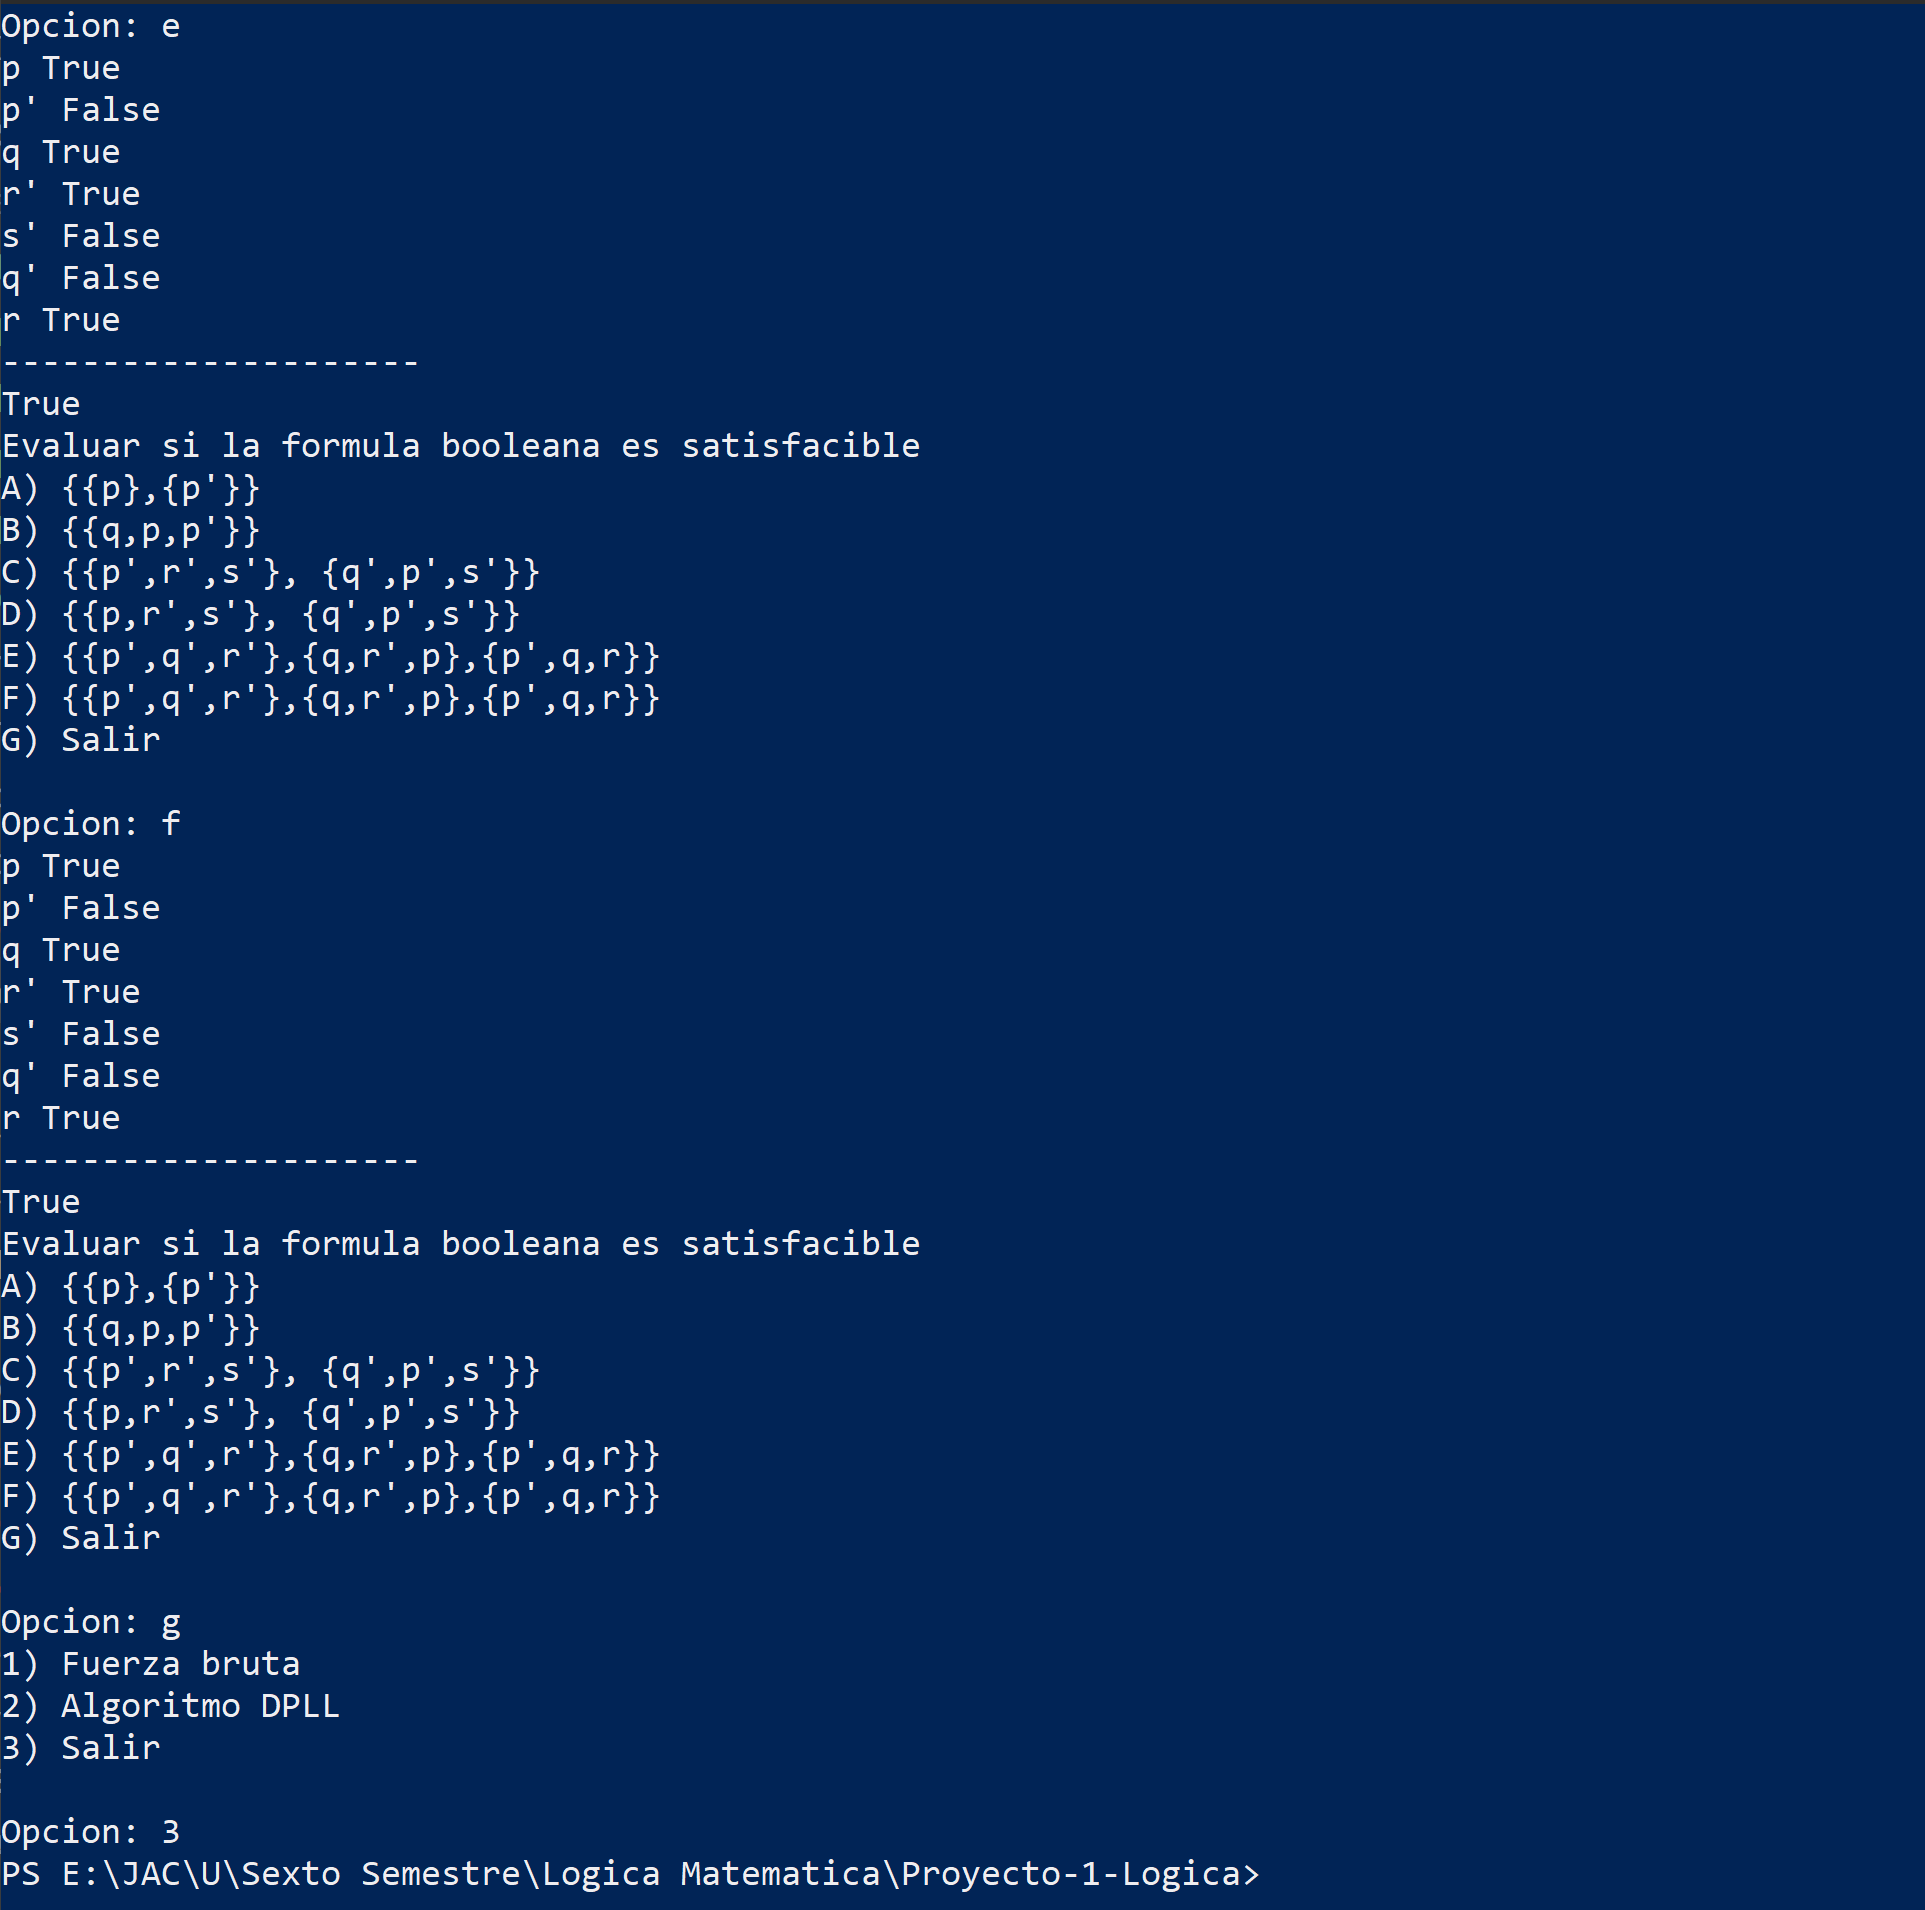 Opcion: e
p True
p' False
q True
r' True
s' False
q' False
r True
---------------------
True
Evaluar si la formula booleana es satisfacible
A) {{p},{p'}}
B) {{q,p,p'}}
C) {{p',r',s'}, {q',p',s'}}
D) {{p,r',s'}, {q',p',s'}}
E) {{p',q',r'},{q,r',p},{p',q,r}}
F) {{p',q',r'},{q,r',p},{p',q,r}}
G) Salir
Opcion: f
p True
p' False
q True
r' True
s' False
q' False
r True
---------------------
True
Evaluar si la formula booleana es satisfacible
A) {{p},{p'}}
B) {{q,p,p'}}
C) {{p',r',s'}, {q',p',s'}}
D) {{p,r',s'}, {q',p',s'}}
E) {{p',q',r'},{q,r',p},{p',q,r}}
F) {{p',q',r'},{q,r',p},{p',q,r}}
G) Salir
Opcion: g
1) Fuerza bruta
2) Algoritmo DPLL
3) Salir
Opcion: 3
PS E:\JAC\U\Sexto Semestre\Logica Matematica\Proyecto-1-Logica>